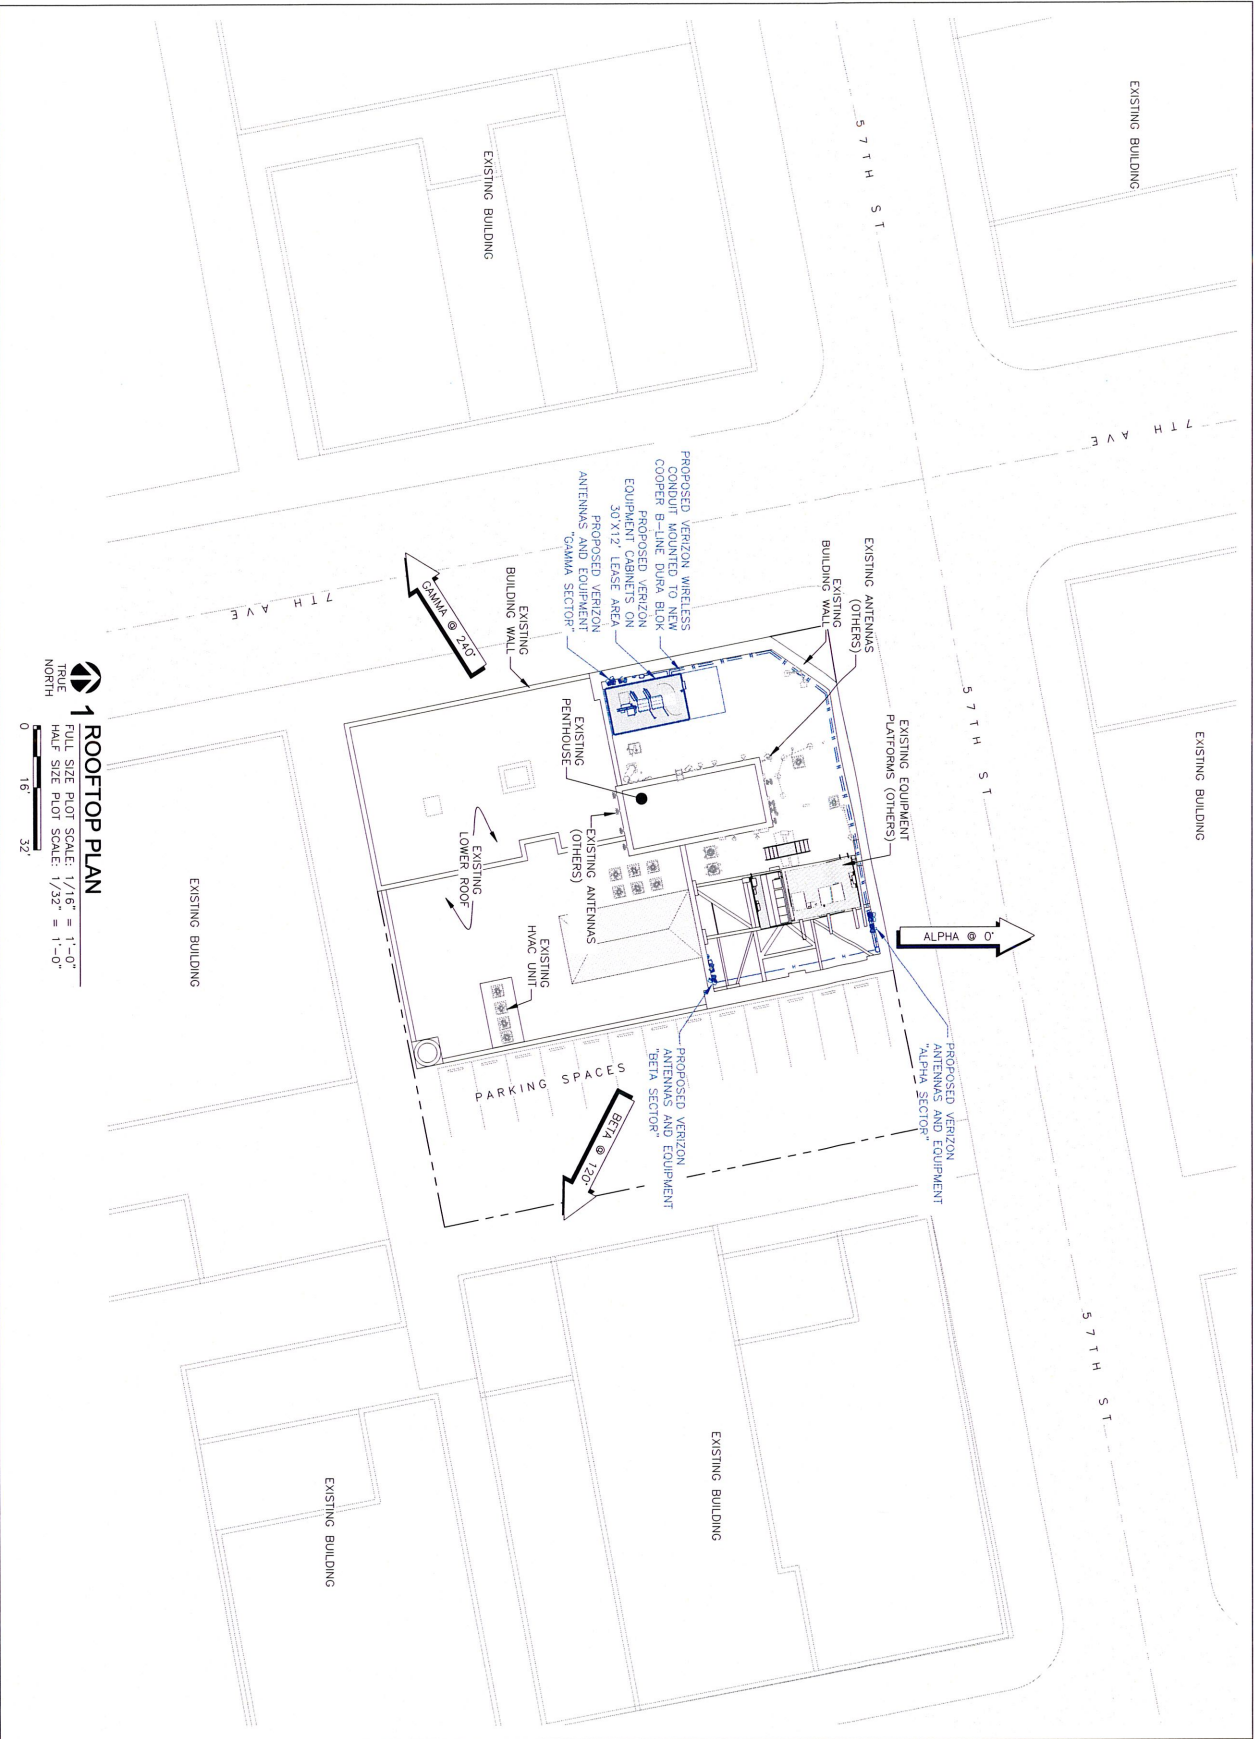 EXISTING BUILDING
57TH ST.
EXISTING BUILDING
7TH AVE
EXISTING BUILDING
57TH ST
57TH ST
EXISTING ANTENNAS
(OTHERS)
EXISTING
BUILDING WALL
EXISTING EQUIPMENT
PLATFORMS (OTHERS)
PROPOSED VERIZON WIRELESS
CONDUIT MOUNTED TO NEW
COOPER B-LINE DURA BLOK
PROPOSED VERIZON
EQUIPMENT CABINETS ON
30'X12' LEASE AREA
PROPOSED VERIZON
ANTENNAS AND EQUIPMENT
"GAMMA SECTOR"
EXISTING
BUILDING WALL
GAMMA @ 240°
7TH AVE
ALPHA @ 0°
PROPOSED VERIZON
ANTENNAS AND EQUIPMENT
"ALPHA SECTOR"
EXISTING
PENTHOUSE
EXISTING ANTENNAS
(OTHERS)
EXISTING
LOWER ROOF
EXISTING
HVAC UNIT
PROPOSED VERIZON
ANTENNAS AND EQUIPMENT
"BETA SECTOR"
BETA @ 120°
PARKING SPACES
EXISTING BUILDING
EXISTING BUILDING
EXISTING BUILDING
TRUE
NORTH
1 ROOFTOP PLAN
FULL SIZE PLOT SCALE: 1/16" = 1'-0"
HALF SIZE PLOT SCALE: 1/32" = 1'-0"
0 16' 32'